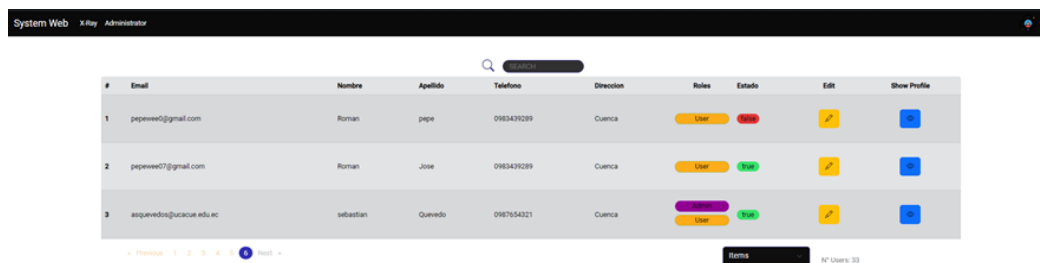 System Web X-Ray Administrator
SEARCH
# Email Nombre Apellido Telefono Direccion Roles Estado Edit Show Profile
1 pepewee0@gmail.com Roman pepe 0983439289 Cuenca User false
2 pepewee07@gmail.com Roman Jose 0983439289 Cuenca User true
Admin
3 asquevedos@ucacue.edu.ec sebastian Quevedo 0987654321 Cuenca true
User
« Previous 1 2 3 4 5 6 Next » Items N° Users: 33